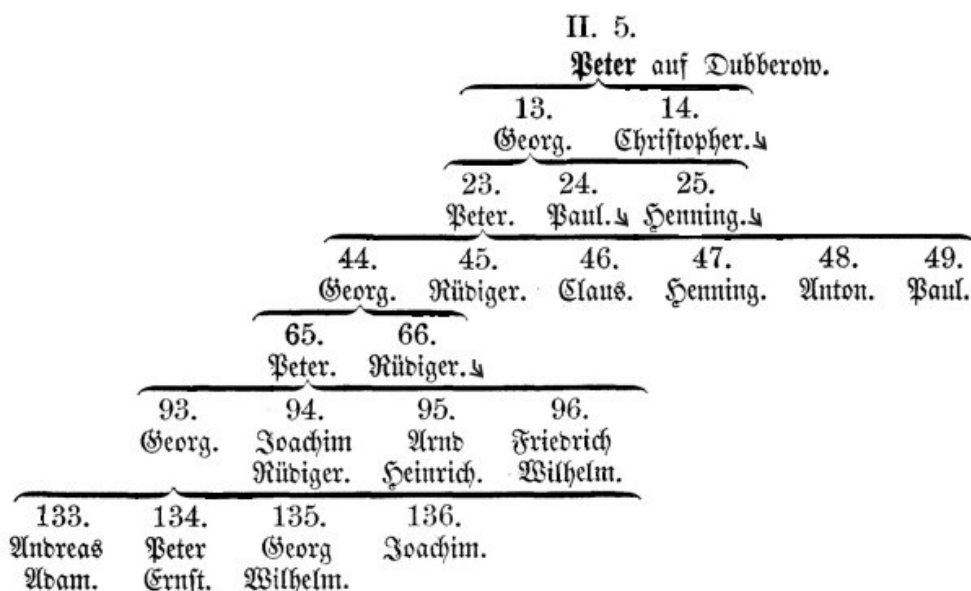 II. 5.
Peter auf Dubberow.
13. 14.
Georg. Christopher.
23. 24. 25.
Peter. Paul. Henning.
44. 45. 46. 47. 48. 49.
Georg. Rüdiger. Claus. Henning. Anton. Paul.
65. 66.
Peter. Rüdiger.
93. 94. 95. 96.
Georg. Joachim Arnd Friedrich
Rüdiger. Heinrich. Wilhelm.
133. 134. 135. 136.
Andreas Peter Georg Joachim.
Adam. Ernst. Wilhelm.